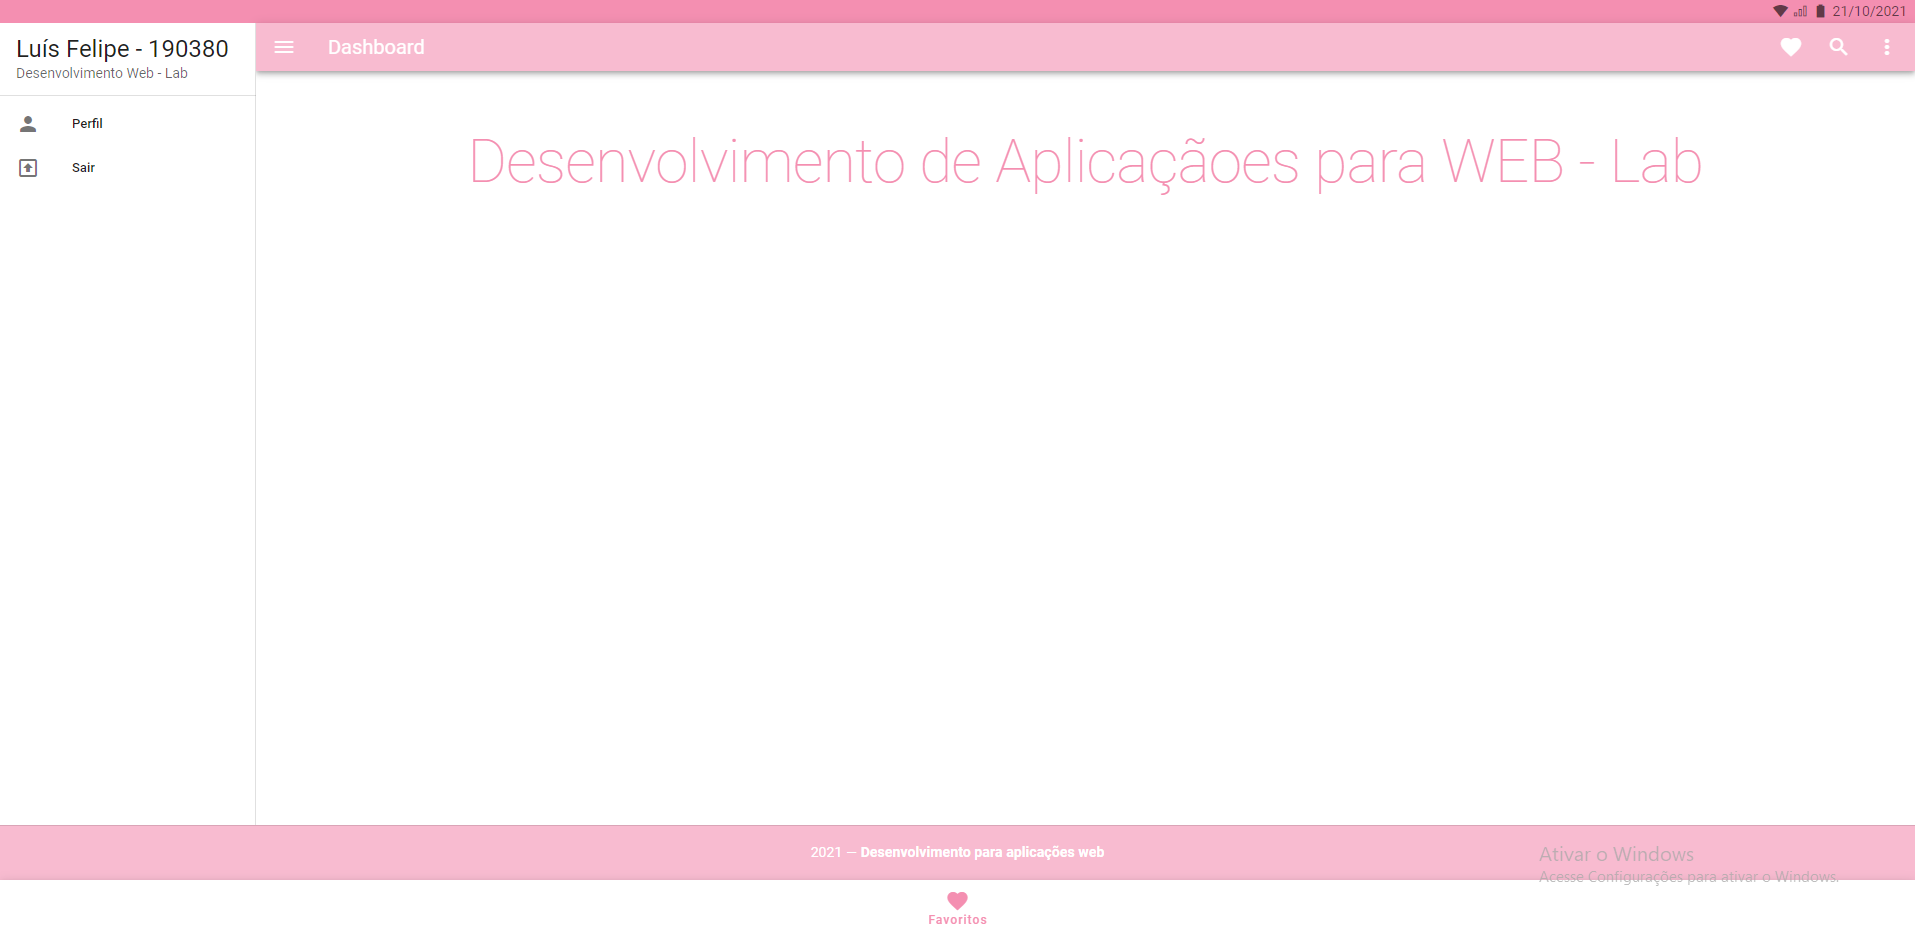 21/10/2021
Luís Felipe - 190380
Desenvolvimento Web - Lab
Dashboard
Perfil
Sair
Desenvolvimento de Aplicaçãoes para WEB - Lab
2021 — Desenvolvimento para aplicações web
Ativar o Windows
Acesse Configurações para ativar o Windows.
Favoritos